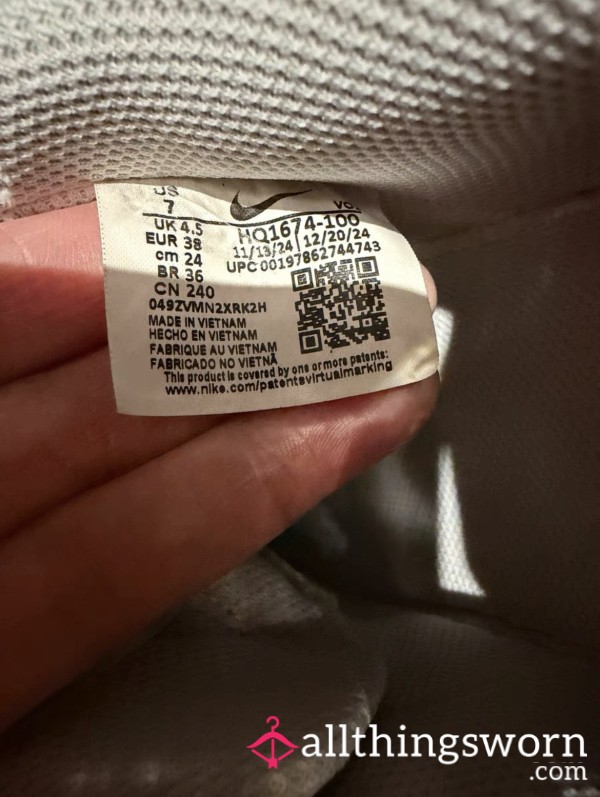 US
7
UK 4.5
EUR 38
cm 24
BR 36
CN 240
HQ1674-100
11/13/24 12/20/24
UPC 00197862744743
049ZVMN2XRK2H
MADE IN VIETNAM
HECHO EN VIETNAM
FABRIQUE AU VIETNAM
FABRICADO NO VIETNÃ
This product is covered by one or more patents:
www.nike.com/patentsvirtualmarking
allthingsworn
.com